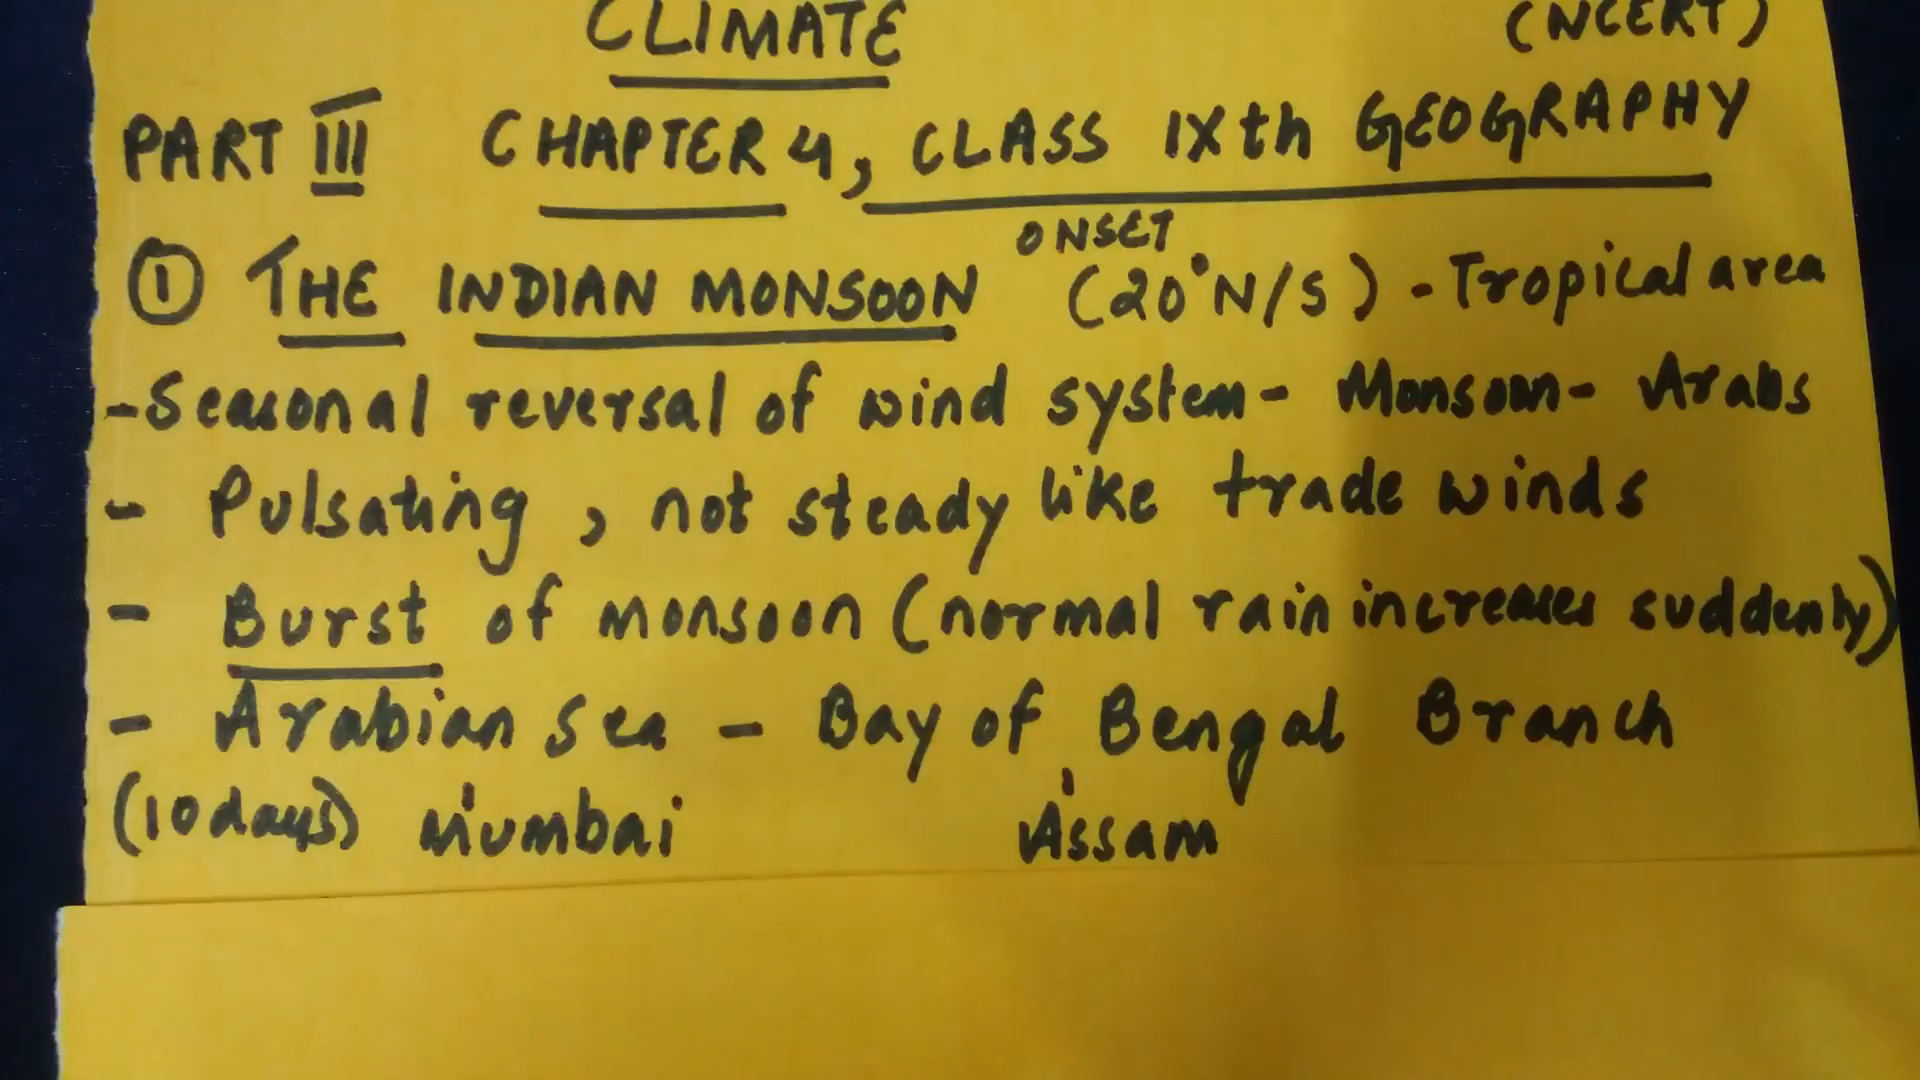 CLIMATE (NCERT)
PART III CHAPTER 4, CLASS IXth GEOGRAPHY
ONSET
① THE INDIAN MONSOON (20°N/S) - Tropical area
- Seasonal reversal of wind system - Monsoon - Arabs
- Pulsating, not steady like trade winds
- Burst of monsoon (normal rain increases suddenly)
- Arabian Sea - Bay of Bengal Branch
(10 days) Mumbai Assam